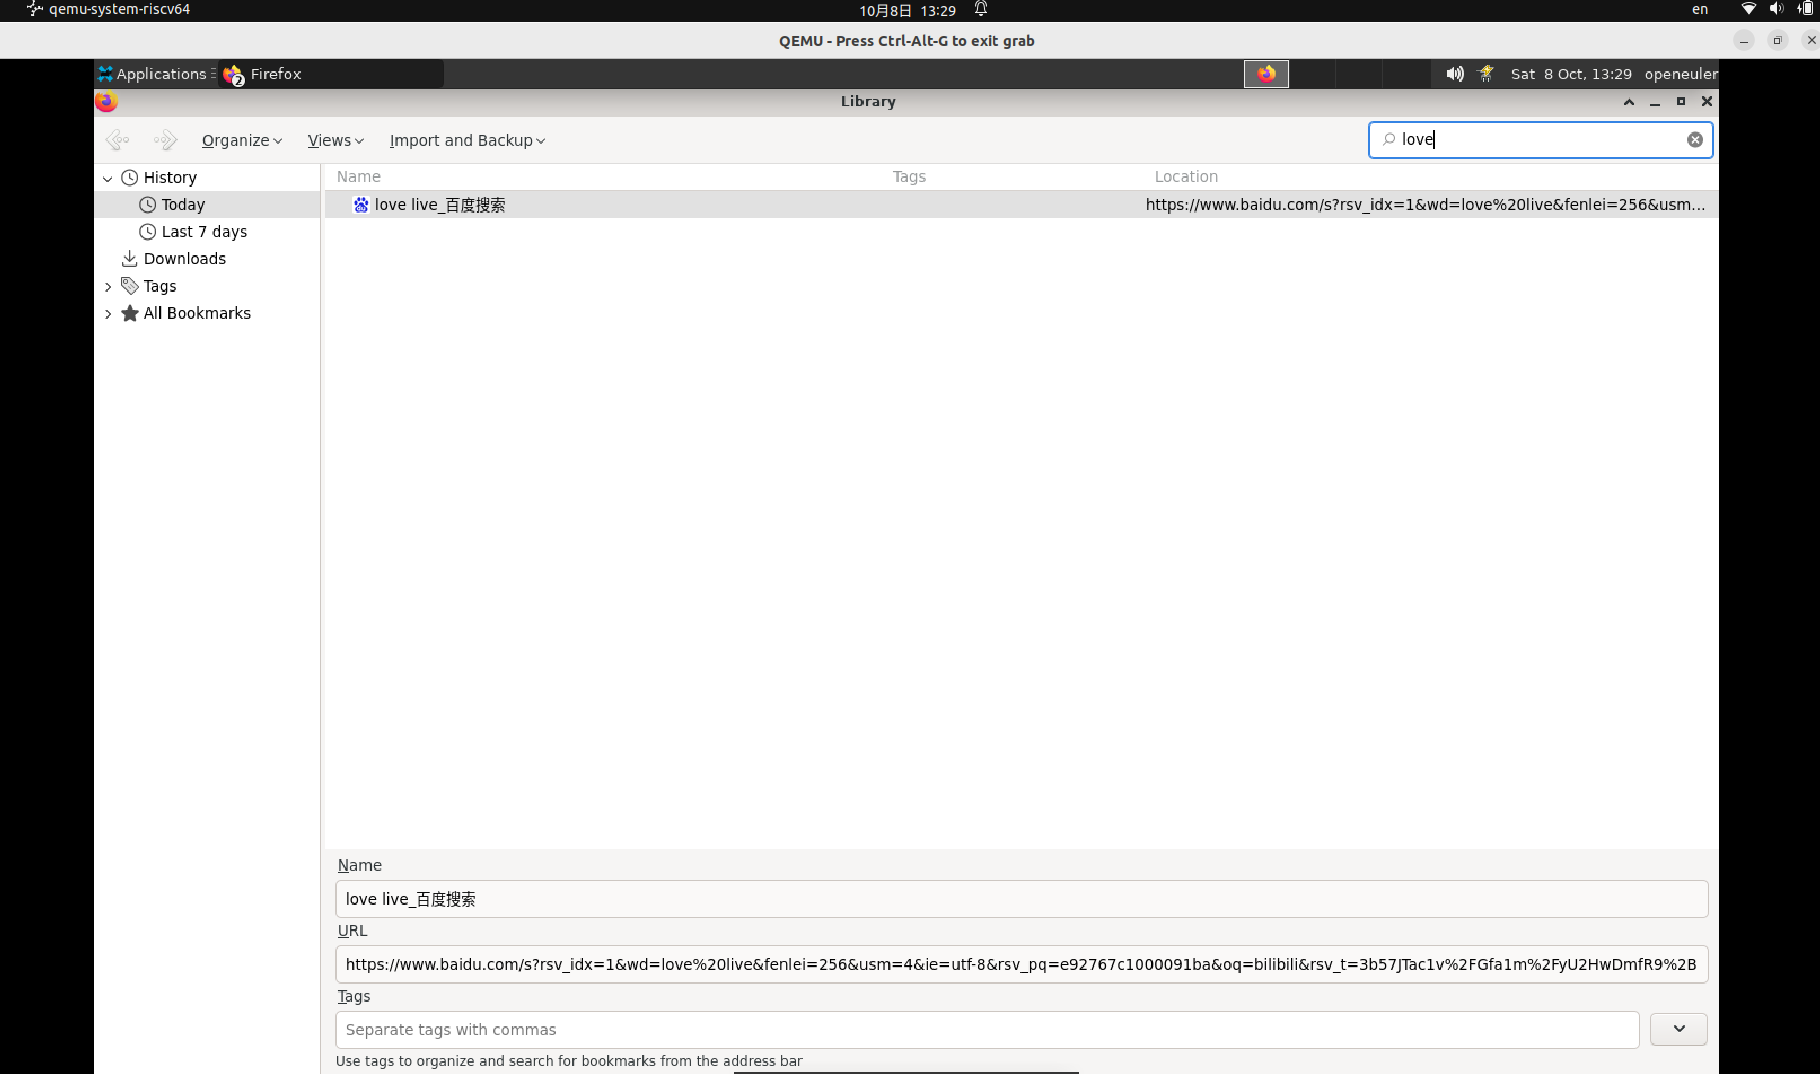 qemu-system-riscv64 10月8日 13:29 en
QEMU - Press Ctrl-Alt-G to exit grab
Applications 2 Firefox Sat 8 Oct, 13:29 openeuler
Library
Organize Views Import and Backup love
History
Today
Last 7 days
Downloads
Tags
All Bookmarks
Name Tags Location
love live_百度搜索 https://www.baidu.com/s?rsv_idx=1&wd=love%20live&fenlei=256&usm...
Name
love live_百度搜索
URL
https://www.baidu.com/s?rsv_idx=1&wd=love%20live&fenlei=256&usm=4&ie=utf-8&rsv_pq=e92767c1000091ba&oq=bilibili&rsv_t=3b57JTac1v%2FGfa1m%2FyU2HwDmfR9%2B
Tags
Separate tags with commas
Use tags to organize and search for bookmarks from the address bar